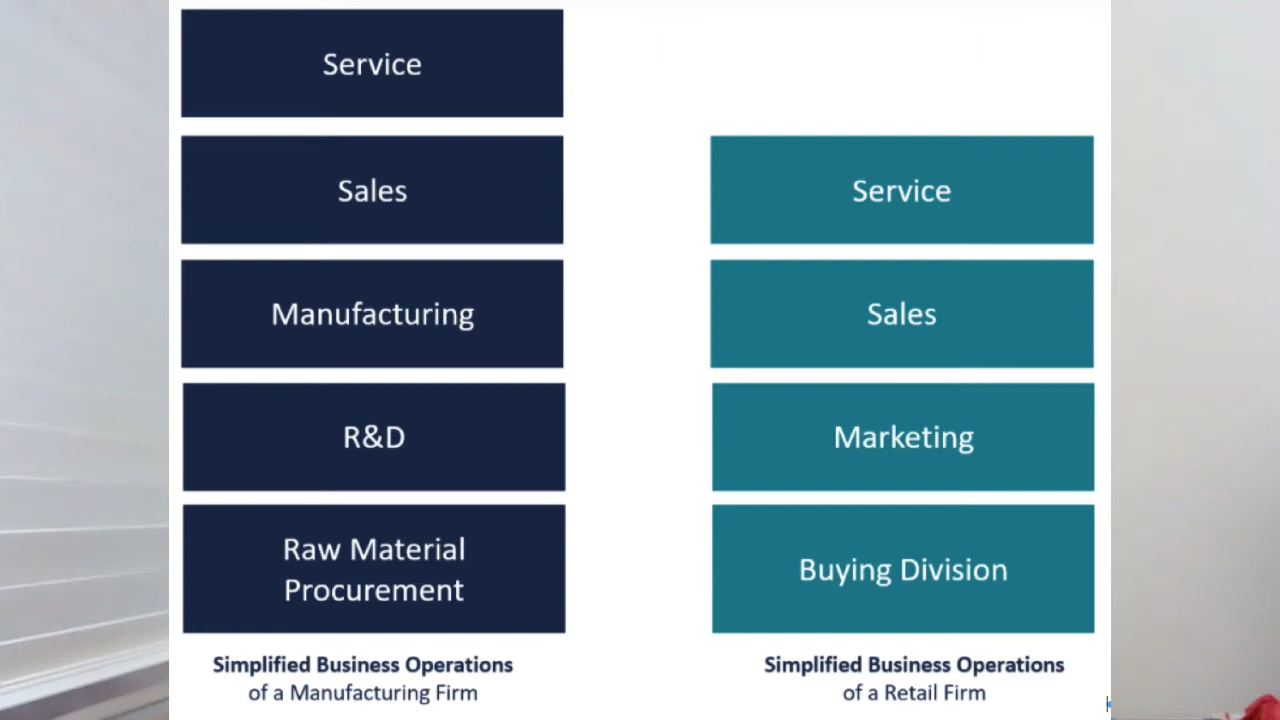 Service
Sales
Manufacturing
R&D
Raw Material
Procurement
Simplified Business Operations
of a Manufacturing Firm
Service
Sales
Marketing
Buying Division
Simplified Business Operations
of a Retail Firm